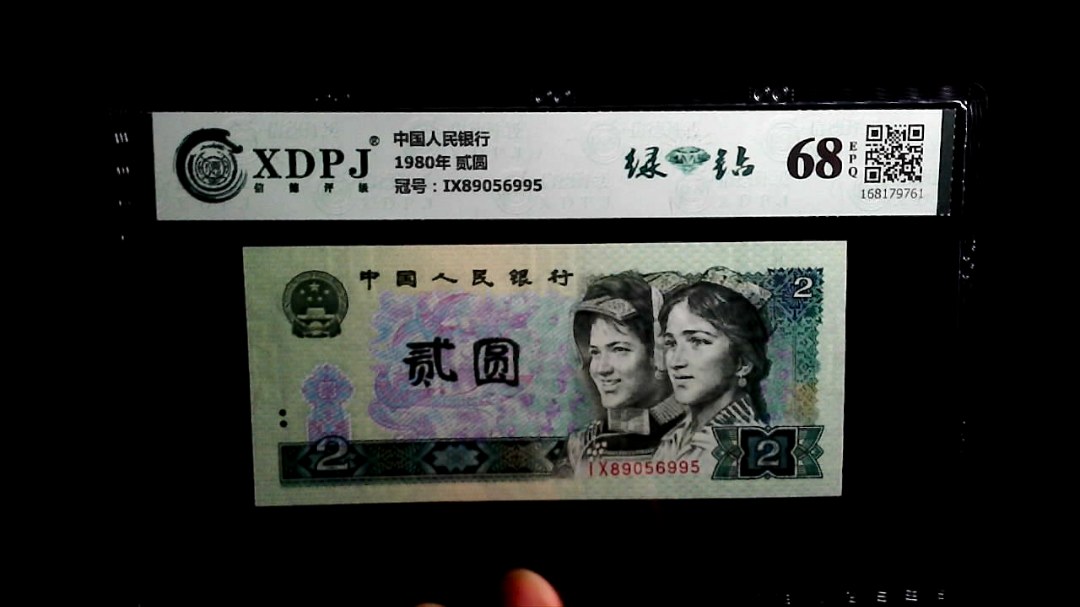 XDPJ®
信德评级
中国人民银行
1980年 贰圆
冠号：IX89056995
绿钻
68
EPQ
168179761
中国人民银行
2
贰圆
2
IX89056995
2